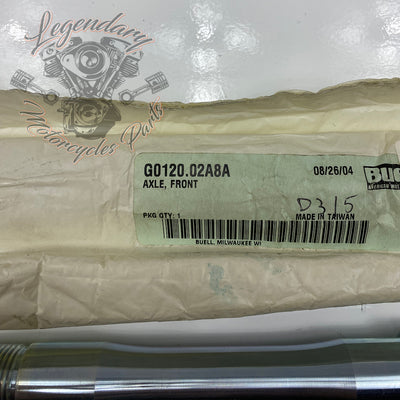 Legendary
Motorcycles Parts
G0120.02A8A 08/26/04
AXLE, FRONT
D315
PKG QTY: 1 MADE IN TAIWAN
BUELL, MILWAUKEE WI